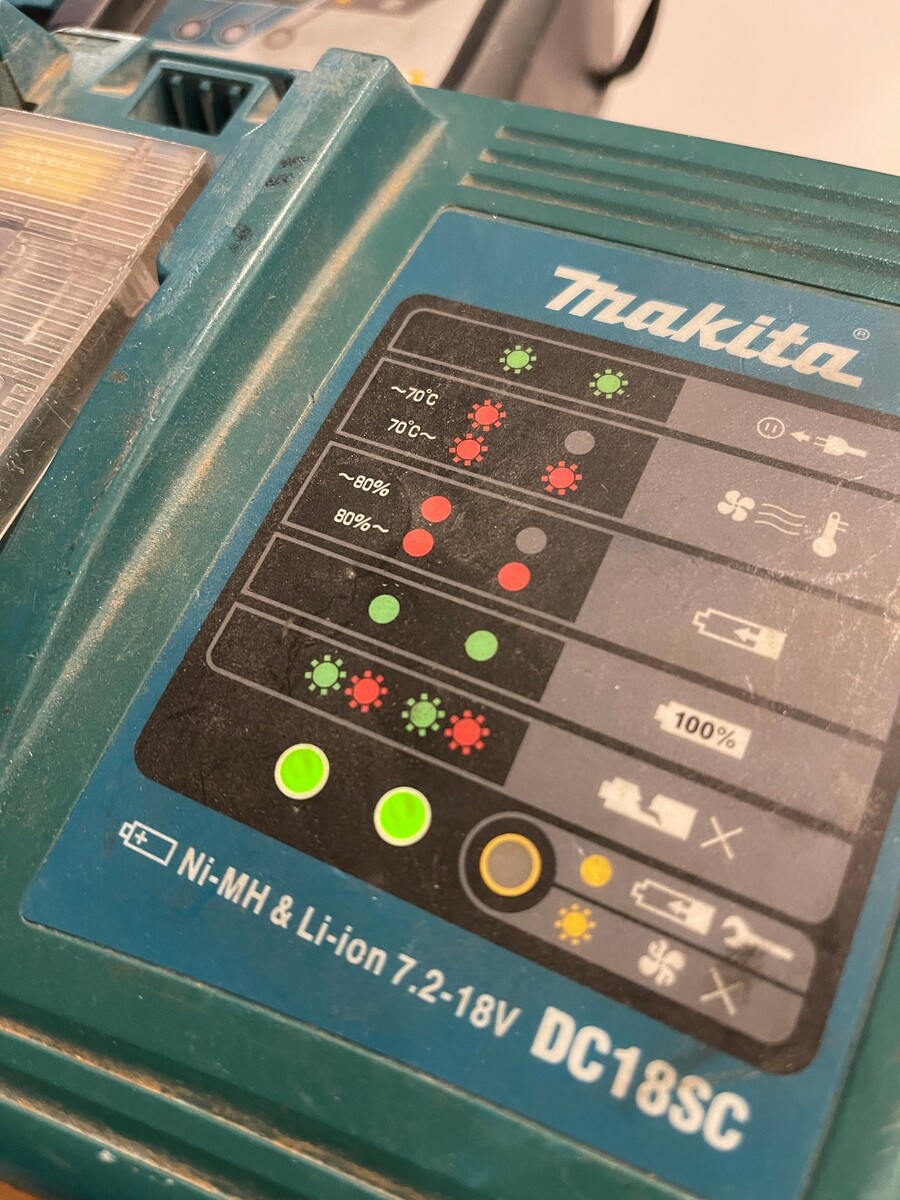 makita®
~70℃
70℃~
~80%
80%~
100%
Ni-MH & Li-ion 7.2-18V
DC18SC